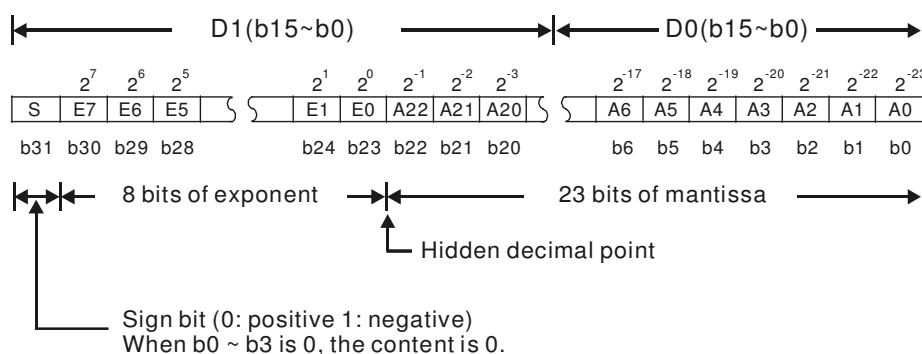 D1(b15~b0) D0(b15~b0)
2^7 2^6 2^5 2^1 2^0 2^-1 2^-2 2^-3 2^-17 2^-18 2^-19 2^-20 2^-21 2^-22 2^-23
S E7 E6 E5 E1 E0 A22 A21 A20 A6 A5 A4 A3 A2 A1 A0
b31 b30 b29 b28 b24 b23 b22 b21 b20 b6 b5 b4 b3 b2 b1 b0
8 bits of exponent 23 bits of mantissa
Hidden decimal point
Sign bit (0: positive 1: negative)
When b0 ~ b3 is 0, the content is 0.